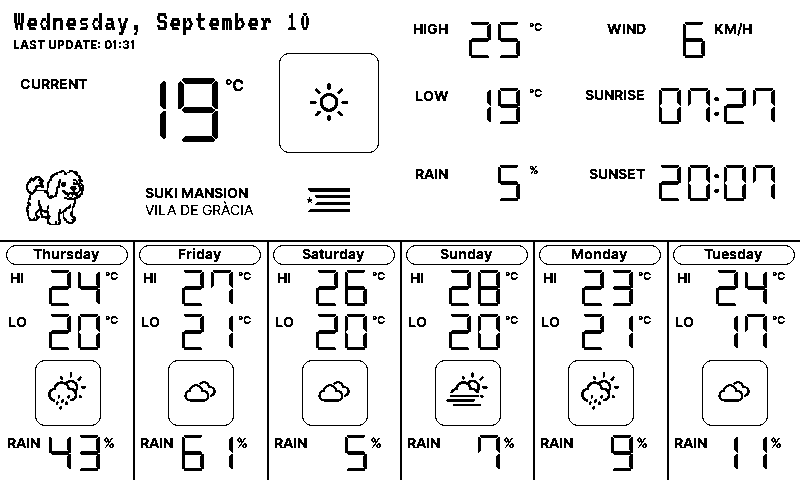 Wednesday, September 10
LAST UPDATE: 01:31
CURRENT 19 °C
SUKI MANSION
VILA DE GRÀCIA
HIGH 25 °C
LOW 19 °C
RAIN 5 %
WIND 6 KM/H
SUNRISE 07:27
SUNSET 20:07
Thursday
HI 24 °C
LO 20 °C
RAIN 43 %
Friday
HI 27 °C
LO 21 °C
RAIN 61 %
Saturday
HI 26 °C
LO 20 °C
RAIN 5 %
Sunday
HI 28 °C
LO 20 °C
RAIN 7 %
Monday
HI 23 °C
LO 21 °C
RAIN 9 %
Tuesday
HI 24 °C
LO 17 °C
RAIN 11 %